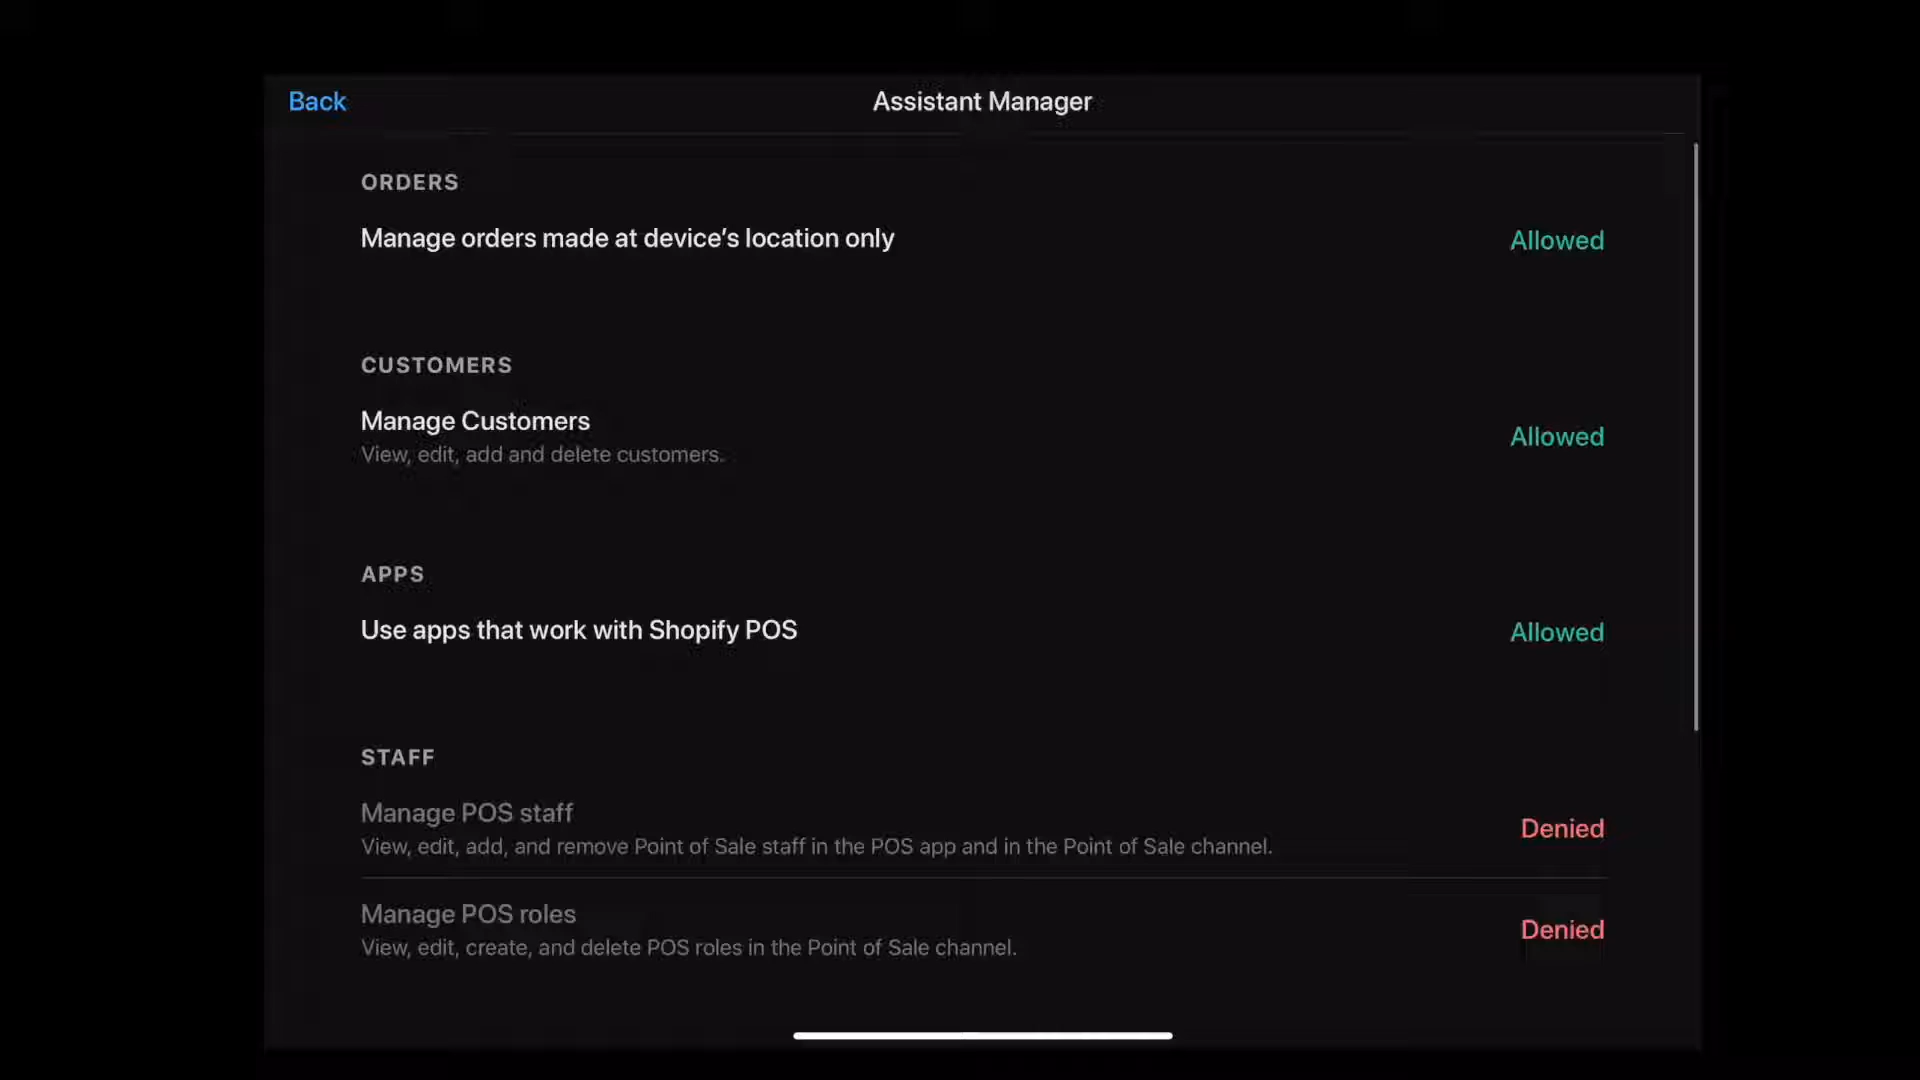 Back
Assistant Manager
ORDERS
Manage orders made at device's location only
Allowed
CUSTOMERS
Manage Customers
View, edit, add and delete customers.
Allowed
APPS
Use apps that work with Shopify POS
Allowed
STAFF
Manage POS staff
View, edit, add, and remove Point of Sale staff in the POS app and in the Point of Sale channel.
Denied
Manage POS roles
View, edit, create, and delete POS roles in the Point of Sale channel.
Denied